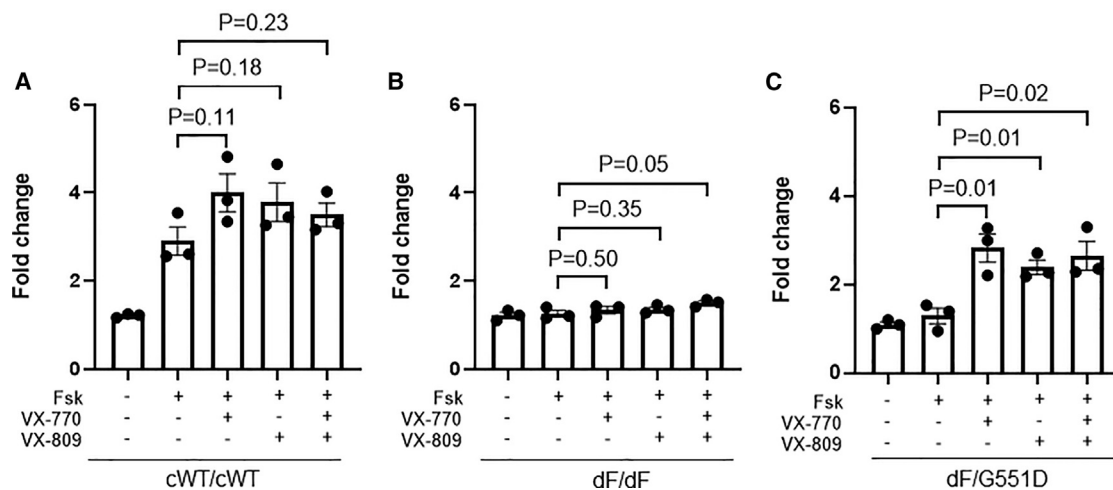 A
P=0.23
P=0.18
P=0.11
Fold change
6
4
2
0
Fsk - + + + +
VX-770 - - + - +
VX-809 - - - + +
cWT/cWT
B
P=0.05
P=0.35
P=0.50
Fold change
6
4
2
0
Fsk - + + + +
VX-770 - - + - +
VX-809 - - - + +
dF/dF
C
P=0.02
P=0.01
P=0.01
Fold change
6
4
2
0
Fsk - + + + +
VX-770 - - + - +
VX-809 - - - + +
dF/G551D